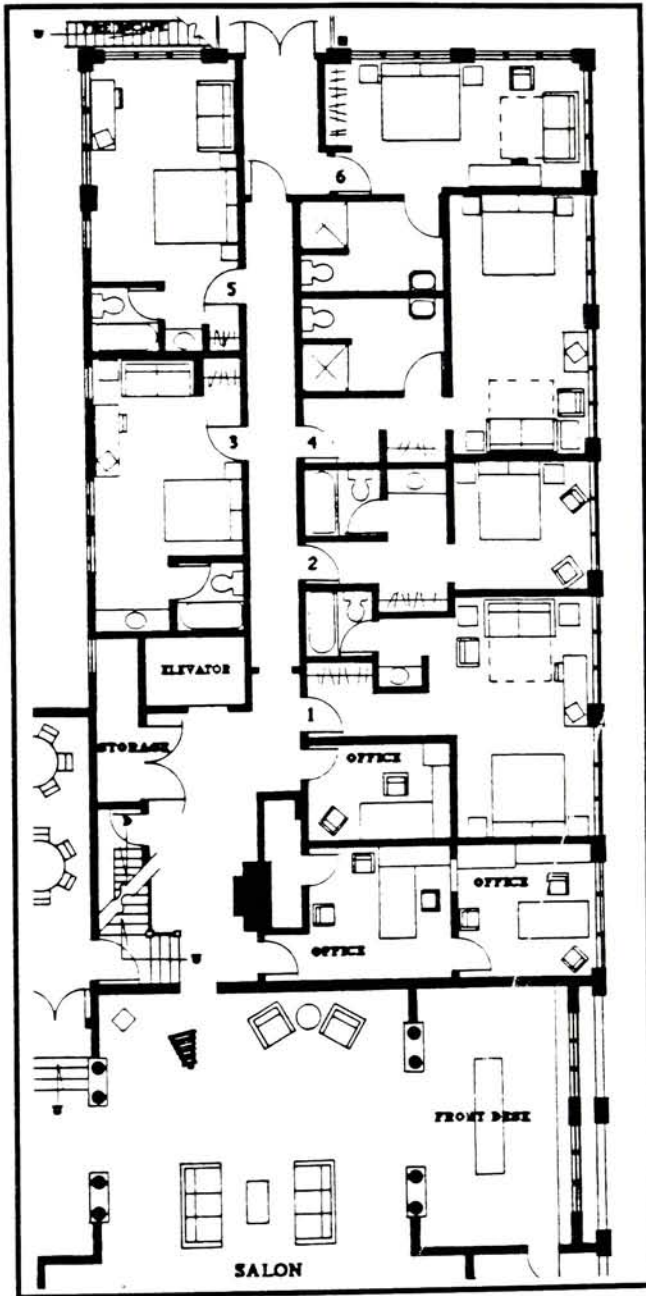 U
6
5
3
4
2
ELEVATOR
1
STORAGE
OFFICE
D
OFFICE
OFFICE
U
U
FRONT DESK
SALON